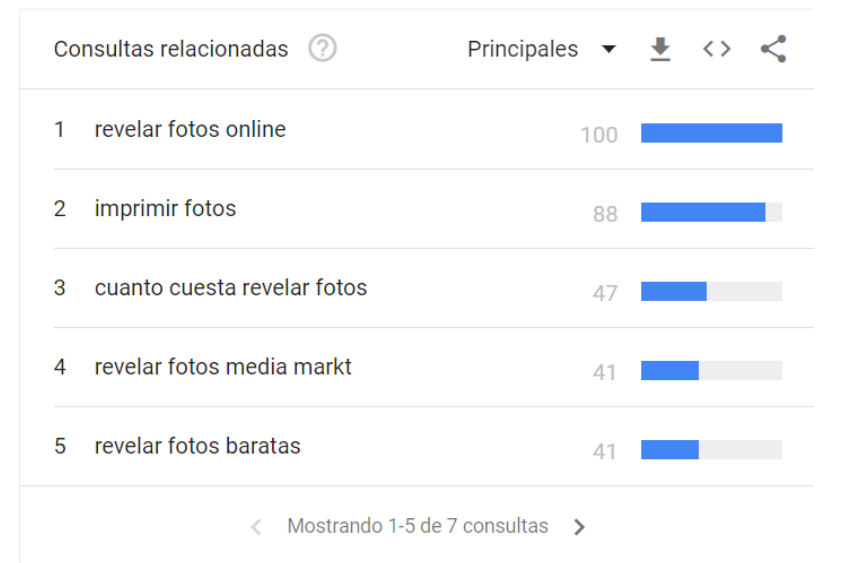 Consultas relacionadas ? Principales
1 revelar fotos online 100
2 imprimir fotos 88
3 cuanto cuesta revelar fotos 47
4 revelar fotos media markt 41
5 revelar fotos baratas 41
Mostrando 1-5 de 7 consultas